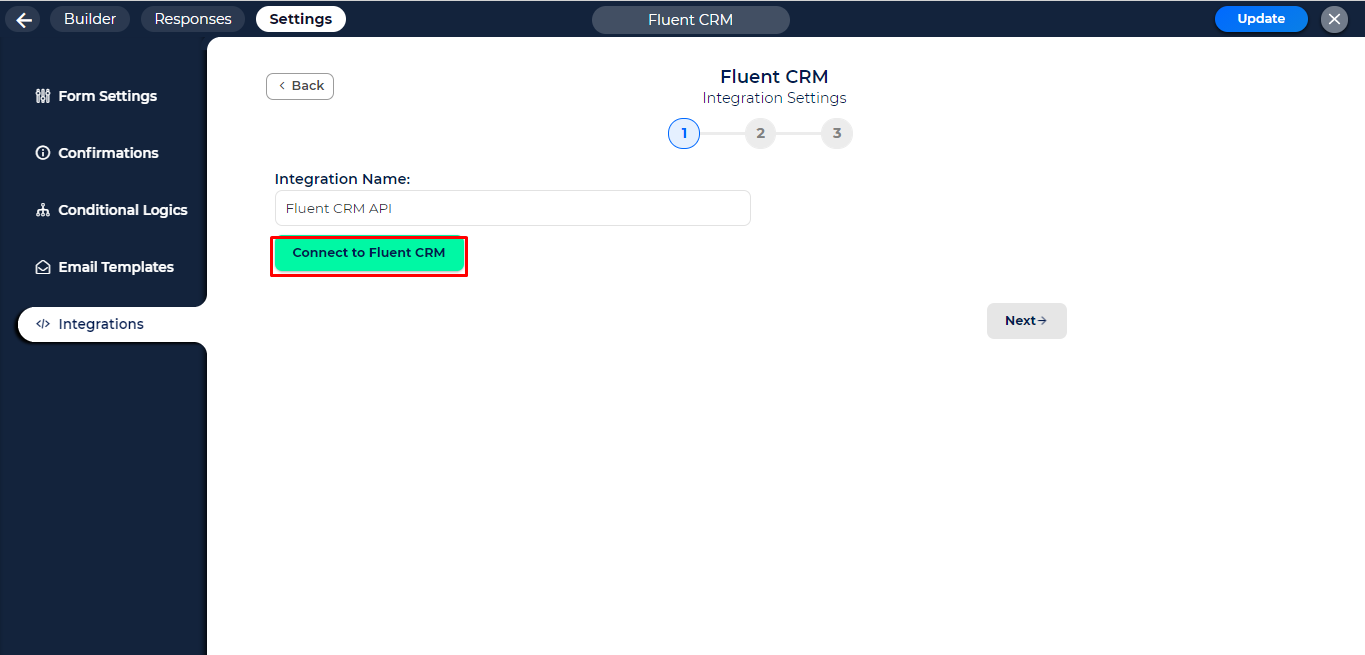 Builder Responses Settings Fluent CRM Update
Form Settings
Confirmations
Conditional Logics
Email Templates
Integrations
Back
Fluent CRM
Integration Settings
1 2 3
Integration Name:
Fluent CRM API
Connect to Fluent CRM
Next